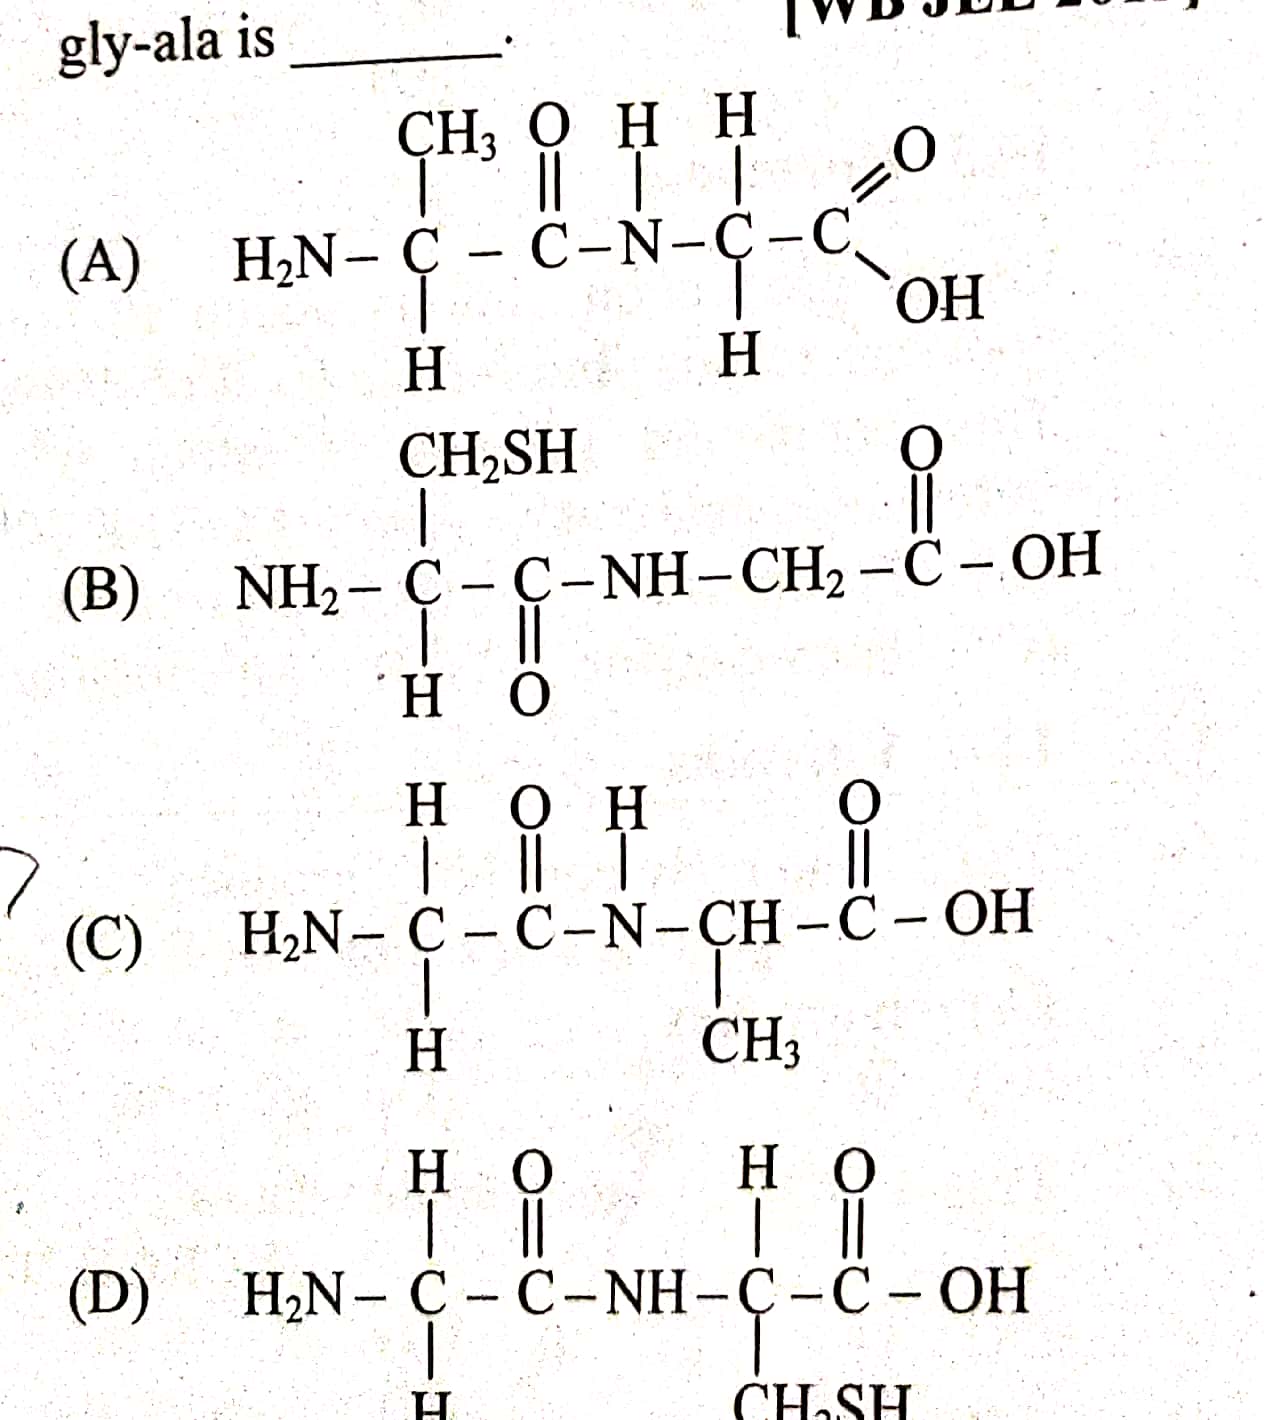 gly-ala is ________.
CH₃ O H H
O
(A) H₂N– C – C–N–C–C
OH
H H
CH₂SH
O
(B) NH₂– C – C–NH–CH₂–C – OH
H O
H O H O
(C) H₂N– C – C–N–CH–C – OH
H CH₃
H O H O
(D) H₂N– C – C–NH–C–C – OH
H CH₂SH